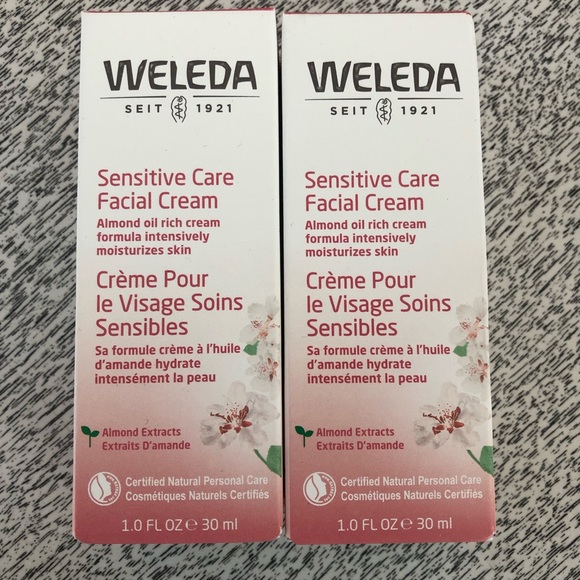 WELEDA
SEIT 1921
Sensitive Care
Facial Cream
Almond oil rich cream
formula intensively
moisturizes skin
Crème Pour
le Visage Soins
Sensibles
Sa formule crème à l'huile
d'amande hydrate
intensément la peau
Almond Extracts
Extraits D'amande
Certified Natural Personal Care
Cosmétiques Naturels Certifiés
1.0 FL OZ ℮ 30 ml
WELEDA
SEIT 1921
Sensitive Care
Facial Cream
Almond oil rich cream
formula intensively
moisturizes skin
Crème Pour
le Visage Soins
Sensibles
Sa formule crème à l'huile
d'amande hydrate
intensément la peau
Almond Extracts
Extraits D'amande
Certified Natural Personal Care
Cosmétiques Naturels Certifiés
1.0 FL OZ ℮ 30 ml